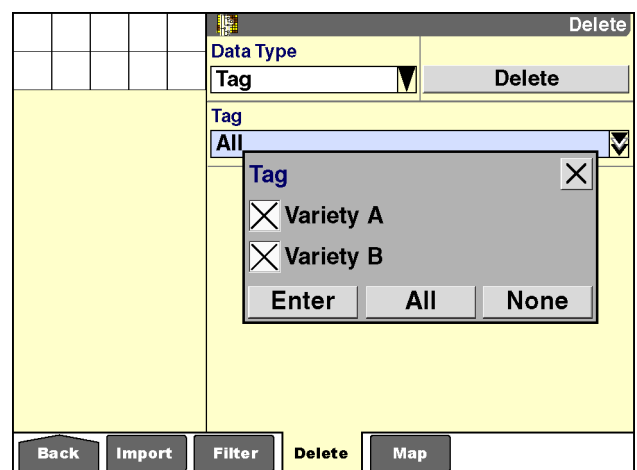 Delete
Data Type
Tag
Delete
Tag
All
Tag
Variety A
Variety B
Enter All None
Back Import Filter Delete Map